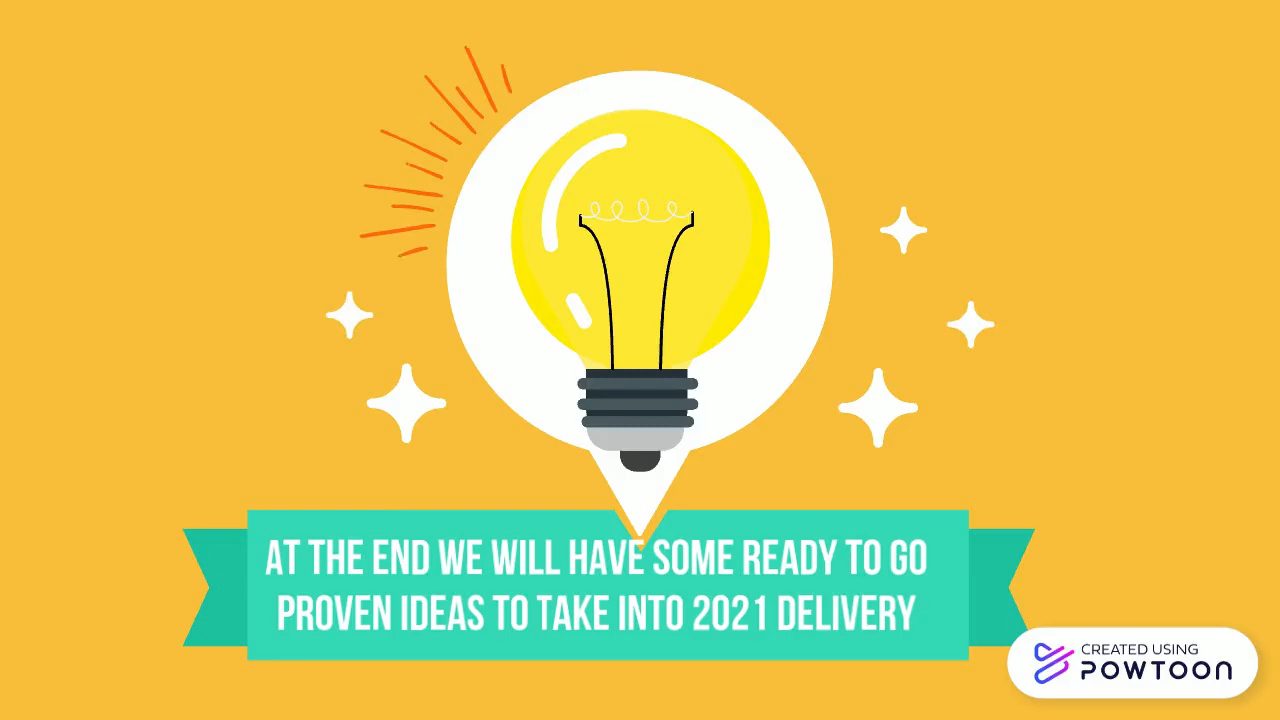 AT THE END WE WILL HAVE SOME READY TO GO
PROVEN IDEAS TO TAKE INTO 2021 DELIVERY
CREATED USING
POWTOON